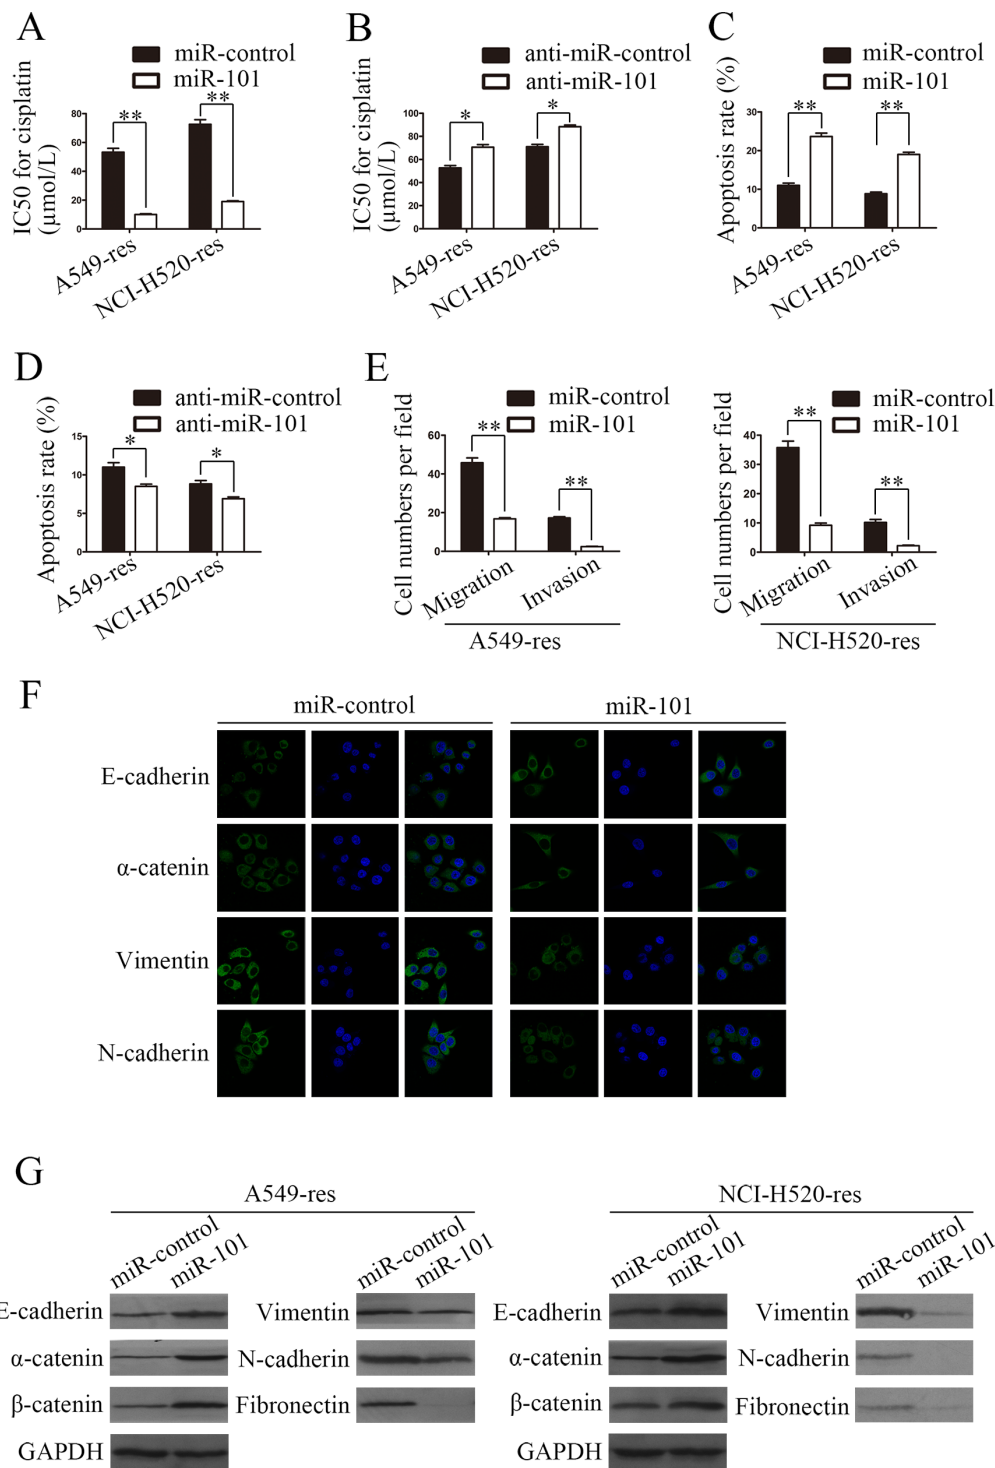 A
miR-control
miR-101
IC50 for cisplatin
(μmol/L)
80
60
40
20
0
**
**
A549-res
NCI-H520-res
B
anti-miR-control
anti-miR-101
IC50 for cisplatin
(μmol/L)
100
80
60
40
20
0
*
*
A549-res
NCI-H520-res
C
miR-control
miR-101
Apoptosis rate (%)
30
20
10
0
**
**
A549-res
NCI-H520-res
D
anti-miR-control
anti-miR-101
Apoptosis rate (%)
15
10
5
0
*
*
A549-res
NCI-H520-res
E
miR-control
miR-101
Cell numbers per field
60
40
20
0
**
**
Migration
Invasion
A549-res
miR-control
miR-101
Cell numbers per field
40
30
20
10
0
**
**
Migration
Invasion
NCI-H520-res
F
miR-control
miR-101
E-cadherin
α-catenin
Vimentin
N-cadherin
G
A549-res
miR-control
miR-101
miR-control
miR-101
E-cadherin
Vimentin
α-catenin
N-cadherin
β-catenin
Fibronectin
GAPDH
NCI-H520-res
miR-control
miR-101
miR-control
miR-101
E-cadherin
Vimentin
α-catenin
N-cadherin
β-catenin
Fibronectin
GAPDH